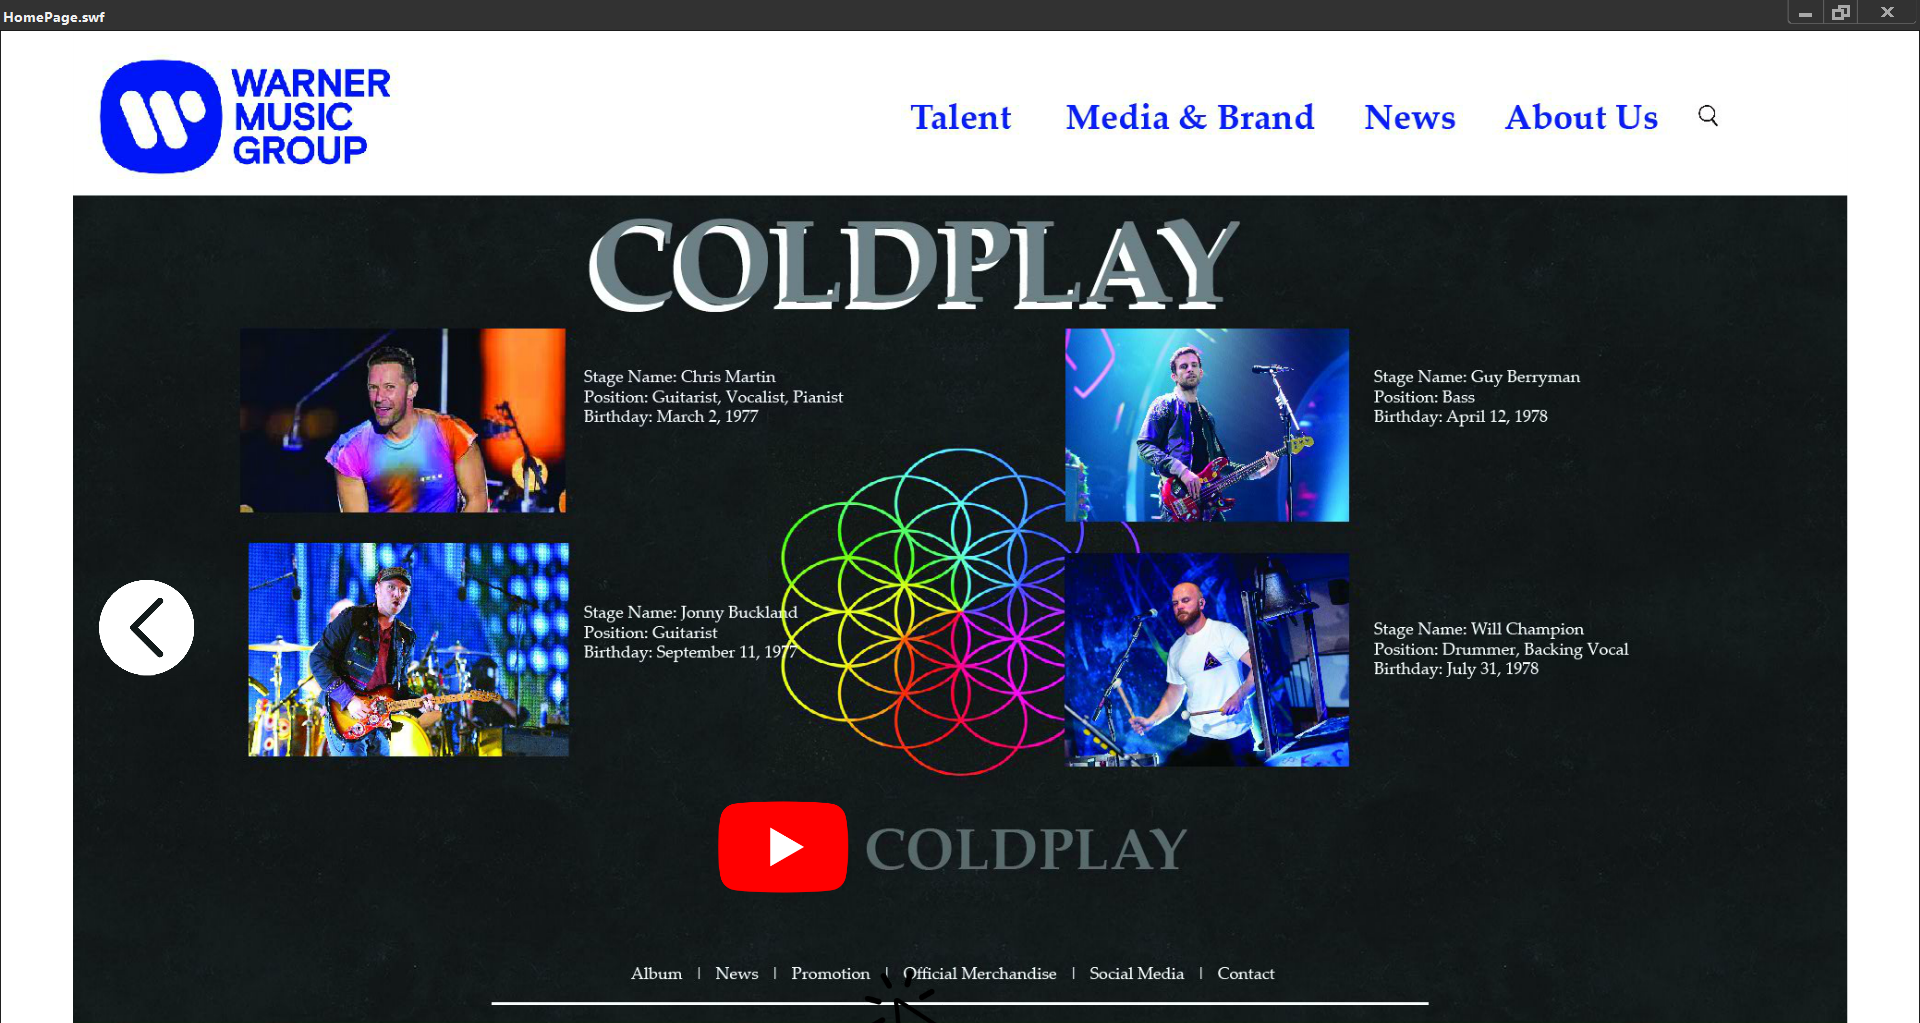 HomePage.swf
WARNER
MUSIC
GROUP
Talent Media & Brand News About Us
COLDPLAY
Stage Name: Chris Martin
Position: Guitarist, Vocalist, Pianist
Birthday: March 2, 1977
Stage Name: Guy Berryman
Position: Bass
Birthday: April 12, 1978
Stage Name: Jonny Buckland
Position: Guitarist
Birthday: September 11, 1977
Stage Name: Will Champion
Position: Drummer, Backing Vocal
Birthday: July 31, 1978
COLDPLAY
Album | News | Promotion | Official Merchandise | Social Media | Contact